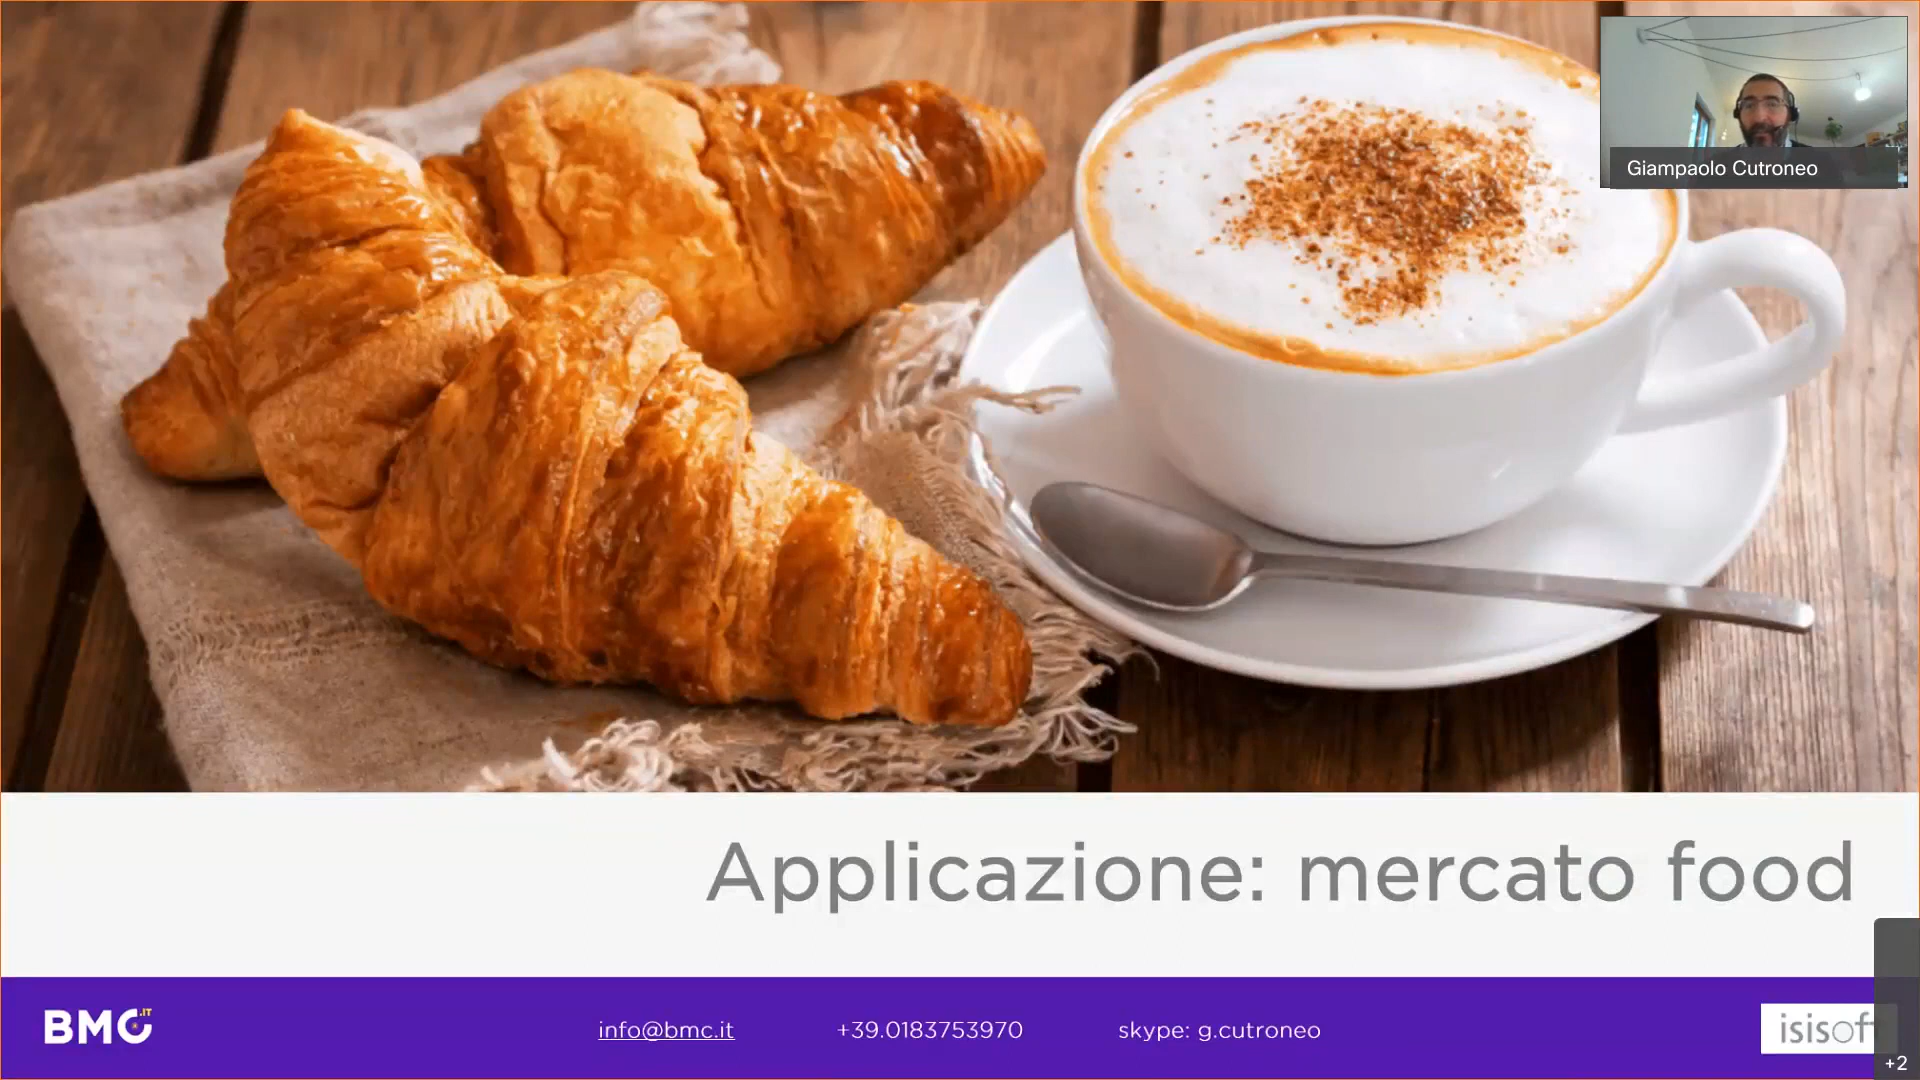 Giampaolo Cutroneo
Applicazione: mercato food
BMC.IT
info@bmc.it
+39.0183753970
skype: g.cutroneo
isisoft
+2